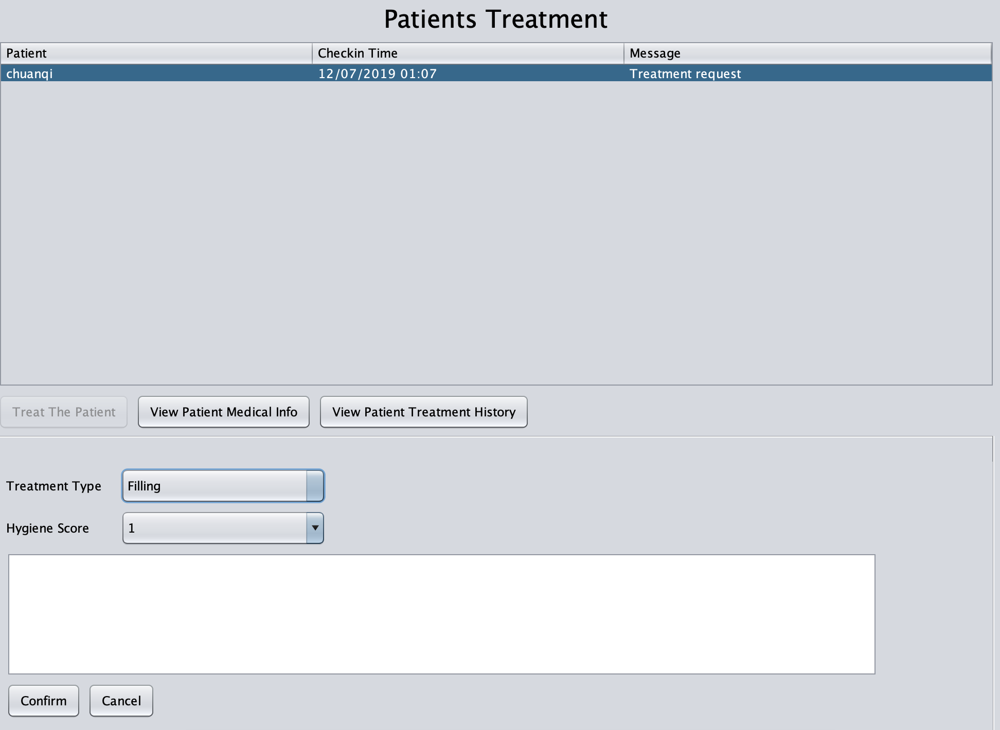 Patients Treatment
Patient Checkin Time Message
chuanqi 12/07/2019 01:07 Treatment request
Treat The Patient View Patient Medical Info View Patient Treatment History
Treatment Type Filling
Hygiene Score 1
Confirm Cancel